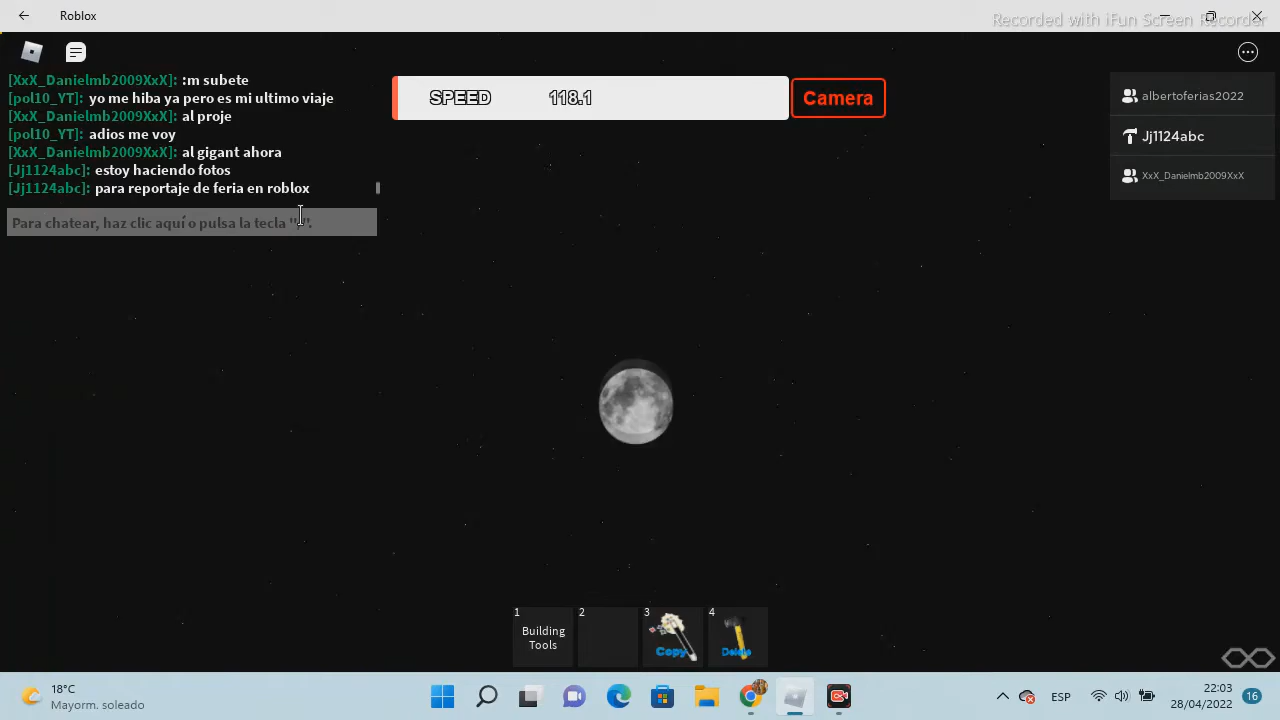 Roblox
Recorded with iFun Screen Recorder
[XxX_Danielmb2009XxX]: :m subete
[pol10_YT]: yo me hiba ya pero es mi ultimo viaje
[XxX_Danielmb2009XxX]: al proje
[pol10_YT]: adios me voy
[XxX_Danielmb2009XxX]: al gigant ahora
[Jj1124abc]: estoy haciendo fotos
[Jj1124abc]: para reportaje de feria en roblox
Para chatear, haz clic aquí o pulsa la tecla "/".
SPEED 118.1
Camera
albertoferias2022
Jj1124abc
XxX_Danielmb2009XxX
1 2 3 4
Building
Tools
Copy
Delete
18°C
Mayorm. soleado
ESP
22:03
28/04/2022
16